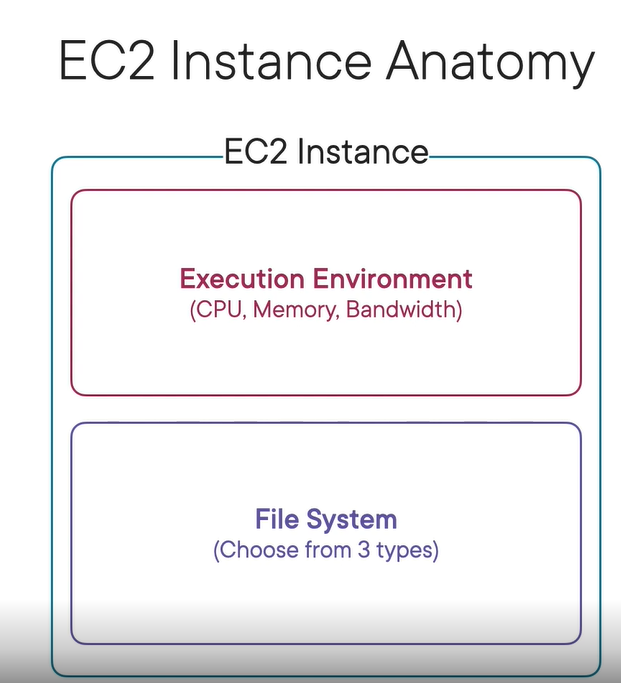 EC2 Instance Anatomy
EC2 Instance
Execution Environment
(CPU, Memory, Bandwidth)
File System
(Choose from 3 types)